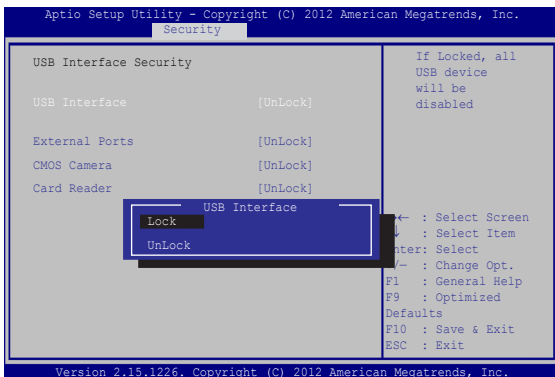 Aptio Setup Utility - Copyright (C) 2012 American Megatrends, Inc.
Security
USB Interface Security
USB Interface [UnLock]
External Ports [UnLock]
CMOS Camera [UnLock]
Card Reader [UnLock]
USB Interface
Lock
UnLock
If Locked, all
USB device
will be
disabled
← : Select Screen
: Select Item
nter: Select
/− : Change Opt.
F1 : General Help
F9 : Optimized
Defaults
F10 : Save & Exit
ESC : Exit
Version 2.15.1226. Copyright (C) 2012 American Megatrends, Inc.